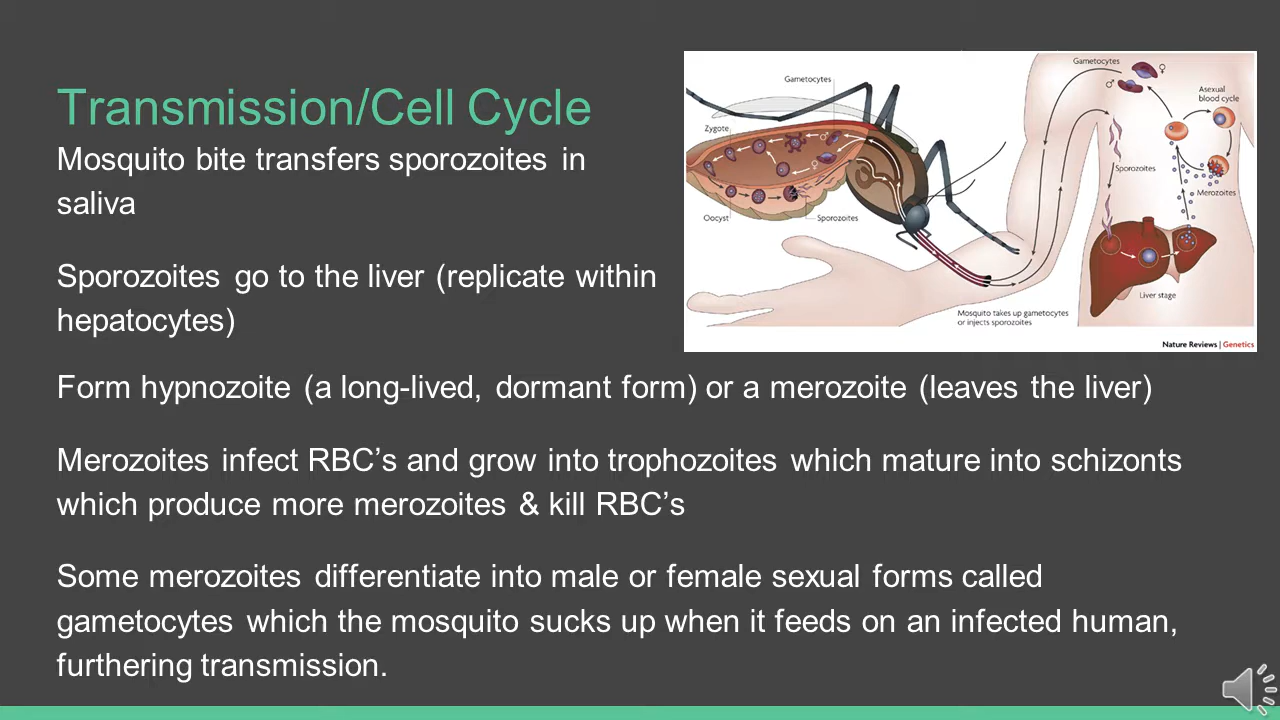 Transmission/Cell Cycle
Mosquito bite transfers sporozoites in
saliva
Sporozoites go to the liver (replicate within
hepatocytes)
Form hypnozoite (a long-lived, dormant form) or a merozoite (leaves the liver)
Merozoites infect RBC’s and grow into trophozoites which mature into schizonts
which produce more merozoites & kill RBC’s
Some merozoites differentiate into male or female sexual forms called
gametocytes which the mosquito sucks up when it feeds on an infected human,
furthering transmission.
Gametocytes
Zygote
Oocyst
Sporozoites
♀
♂
Gametocytes
♀
♂
Asexual
blood cycle
Sporozoites
Merozoites
Liver stage
Mosquito takes up gametocytes
or injects sporozoites
Nature Reviews | Genetics